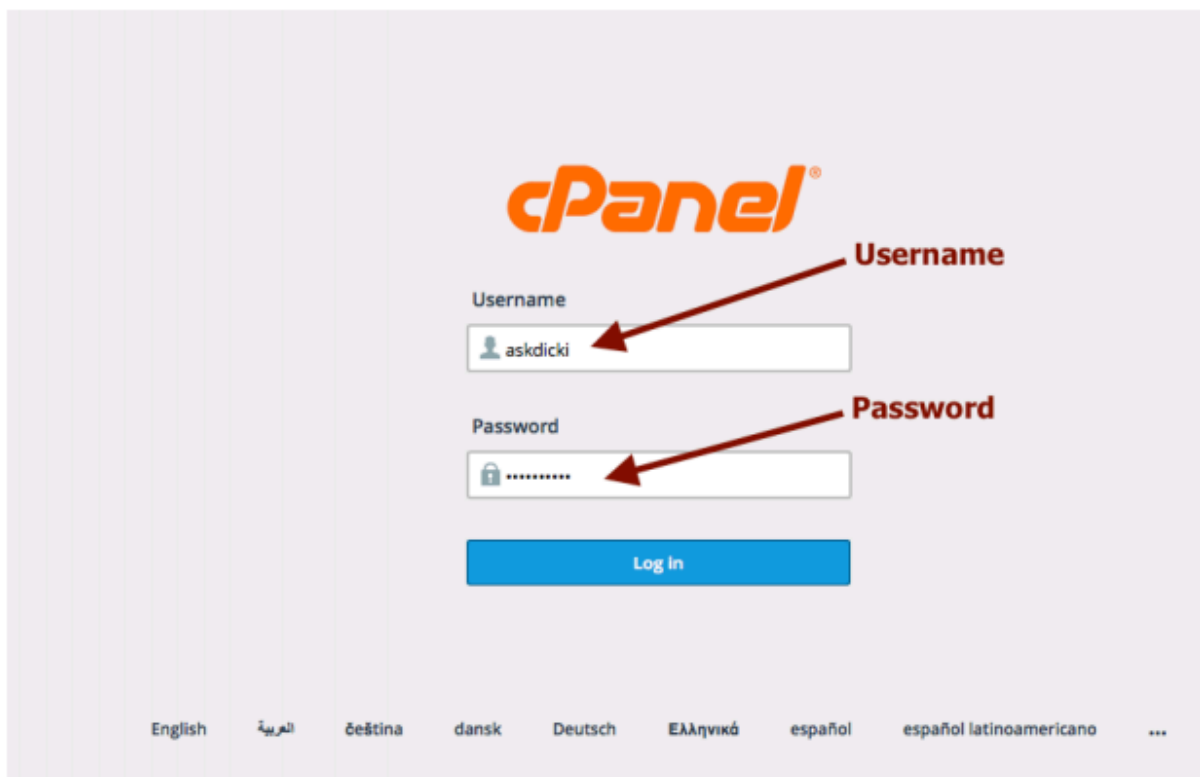 cPanel®
Username
Username
askdicki
Password
Password
••••••••••
Log in
English العربية čeština dansk Deutsch Ελληνικά español español latinoamericano ...